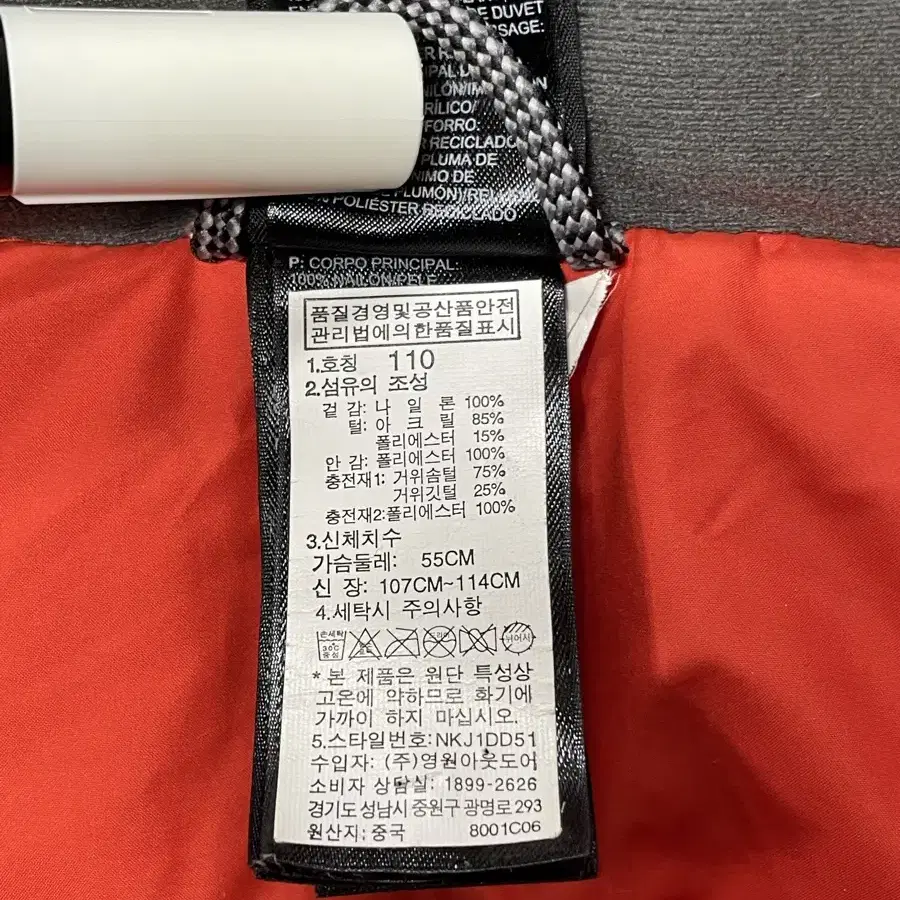 DE DUVET
SAGE:
FORRO:
RECICLADO
PLUMA DE
POLIÉSTER RECICLADO
P: CORPO PRINCIPAL:
품질경영및공산품안전
관리법에의한품질표시
1.호칭 110
2.섬유의 조성
겉 감: 나 일 론 100%
털: 아 크 릴 85%
폴리에스터 15%
안 감: 폴리에스터 100%
충전재1: 거위솜털 75%
거위깃털 25%
충전재2:폴리에스터 100%
3.신체치수
가슴둘레: 55CM
신 장: 107CM~114CM
4.세탁시 주의사항
손세탁
30℃
중성
뉘어서
* 본 제품은 원단 특성상
고온에 약하므로 화기에
가까이 하지 마십시오.
5.스타일번호:NKJ1DD51
수입자: (주)영원아웃도어
소비자 상담실: 1899-2626
경기도 성남시 중원구 광명로 293
원산지: 중국 8001C06